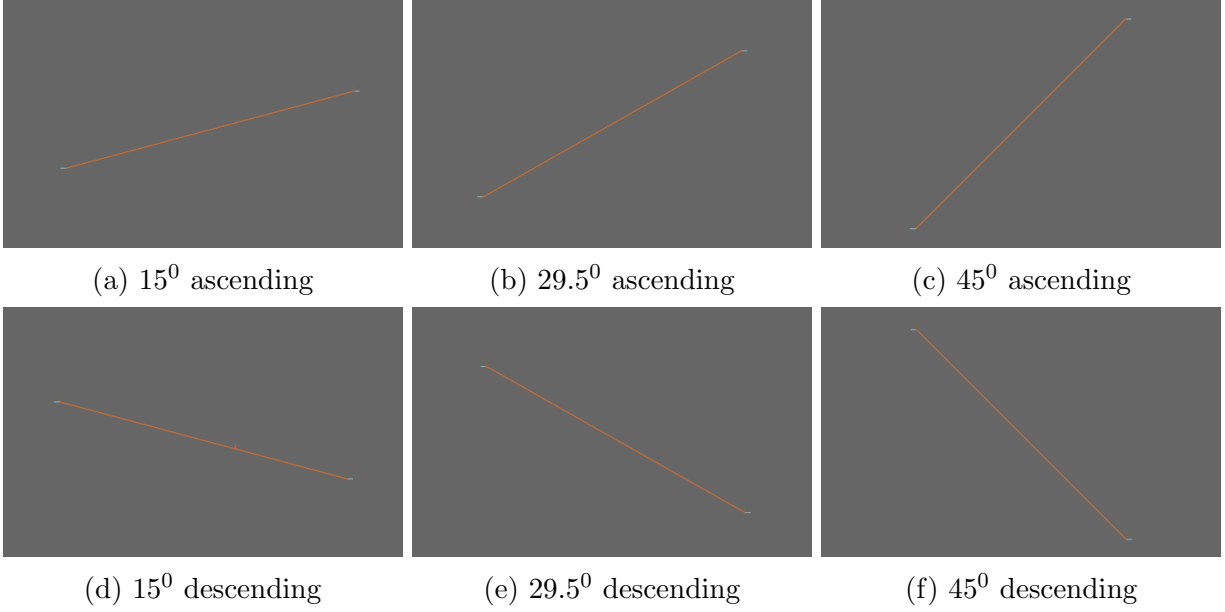 (a) 15⁰ ascending
(b) 29.5⁰ ascending
(c) 45⁰ ascending
(d) 15⁰ descending
(e) 29.5⁰ descending
(f) 45⁰ descending